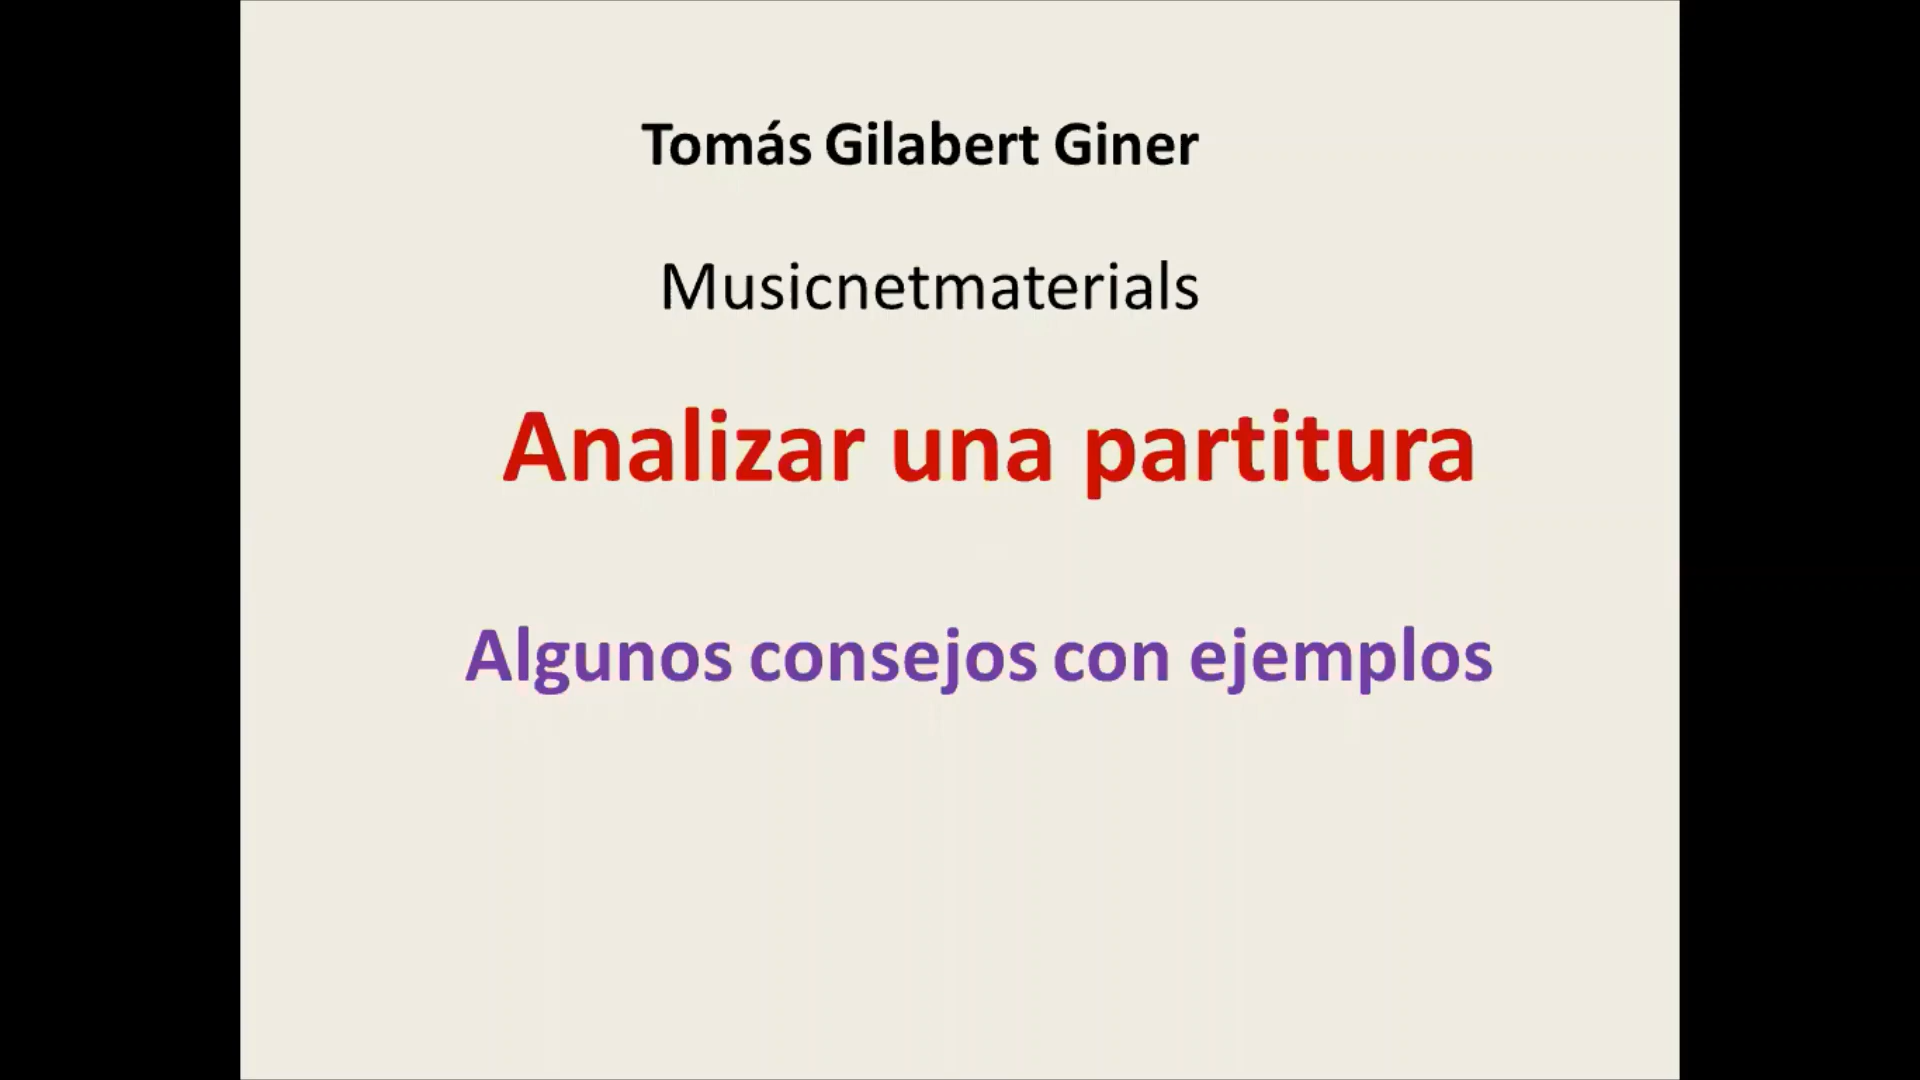 Tomás Gilabert Giner
Musicnetmaterials
Analizar una partitura
Algunos consejos con ejemplos